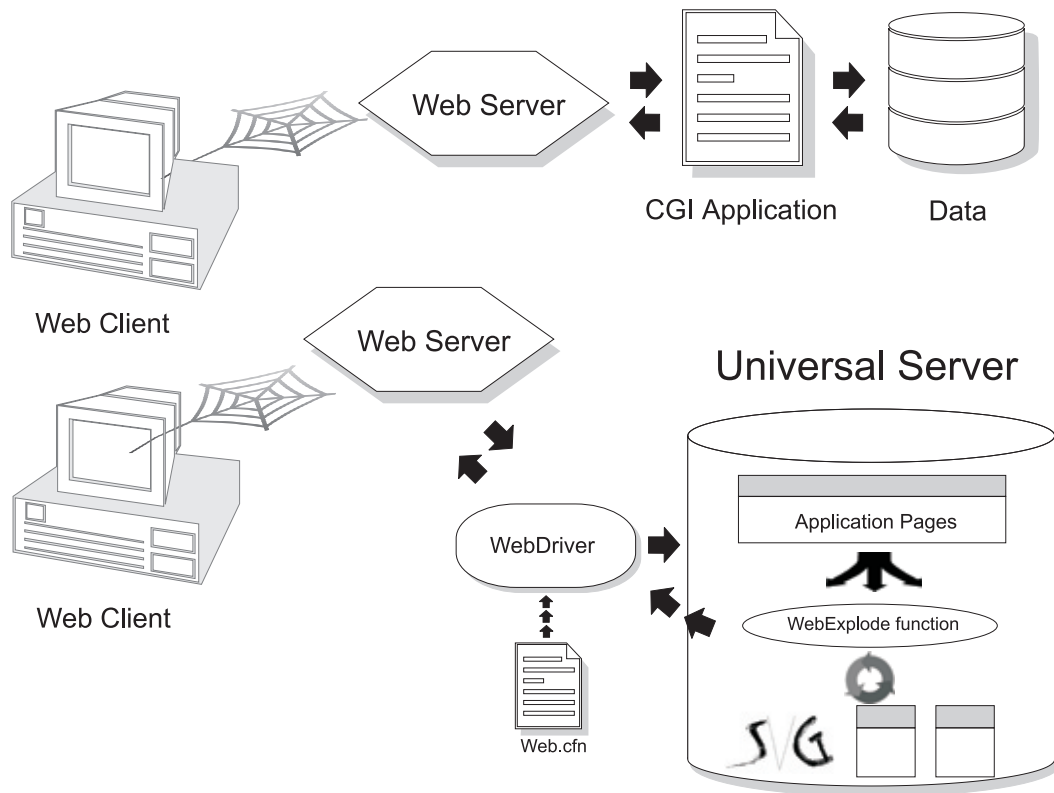 Web Server
CGI Application
Data
Web Client
Web Server
Universal Server
Application Pages
WebDriver
WebExplode function
Web Client
Web.cfn
SVG